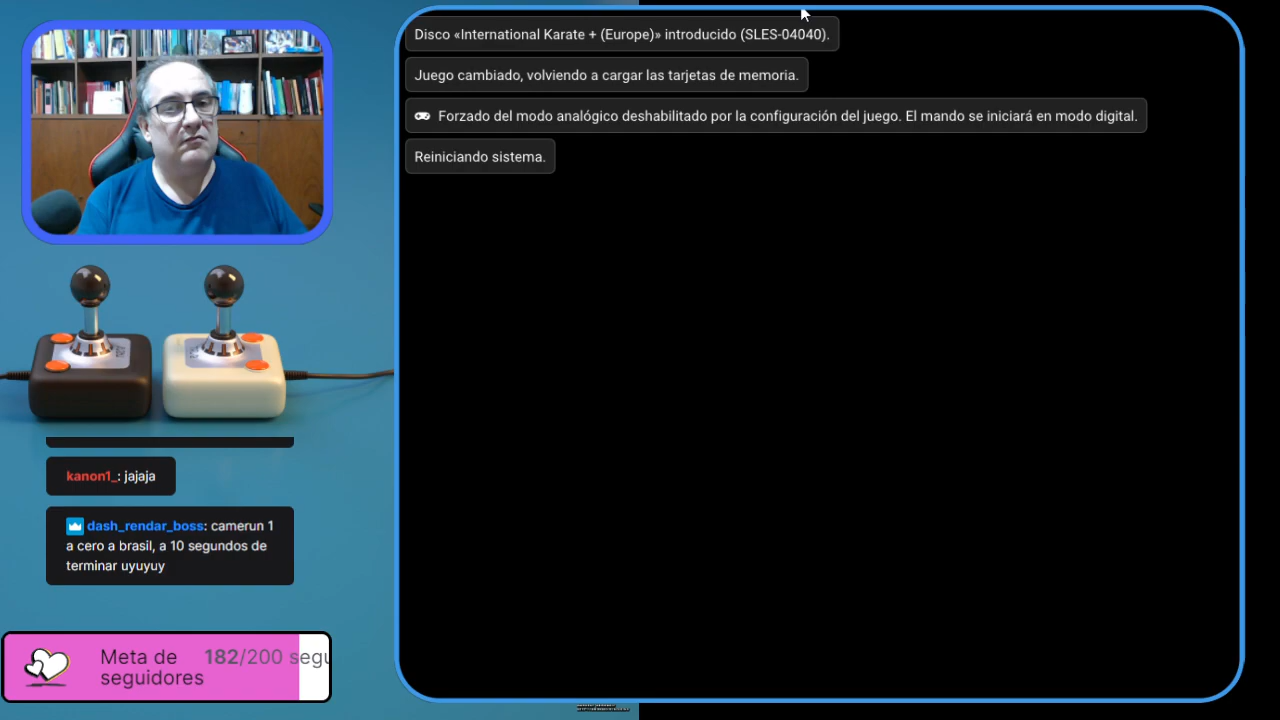 Disco «International Karate + (Europe)» introducido (SLES-04040).
Juego cambiado, volviendo a cargar las tarjetas de memoria.
Forzado del modo analógico deshabilitado por la configuración del juego. El mando se iniciará en modo digital.
Reiniciando sistema.
kanon1_: jajaja
dash_rendar_boss: camerun 1
a cero a brasil, a 10 segundos de
terminar uyuyuy
Meta de
seguidores
182/200 segu